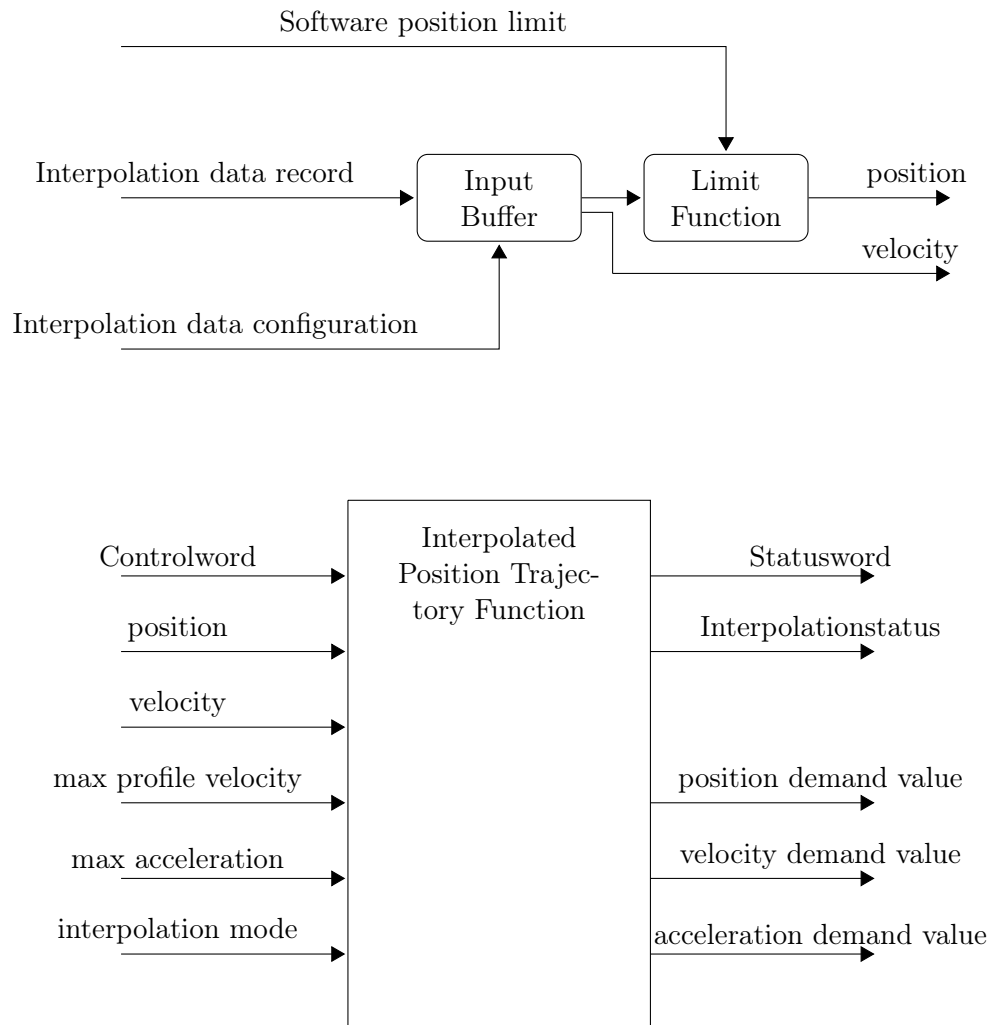 Software position limit
Interpolation data record
Input
Buffer
Limit
Function
position
velocity
Interpolation data configuration
Interpolated
Position Trajec-
tory Function
Controlword
Statusword
position
Interpolationstatus
velocity
max profile velocity
position demand value
max acceleration
velocity demand value
interpolation mode
acceleration demand value